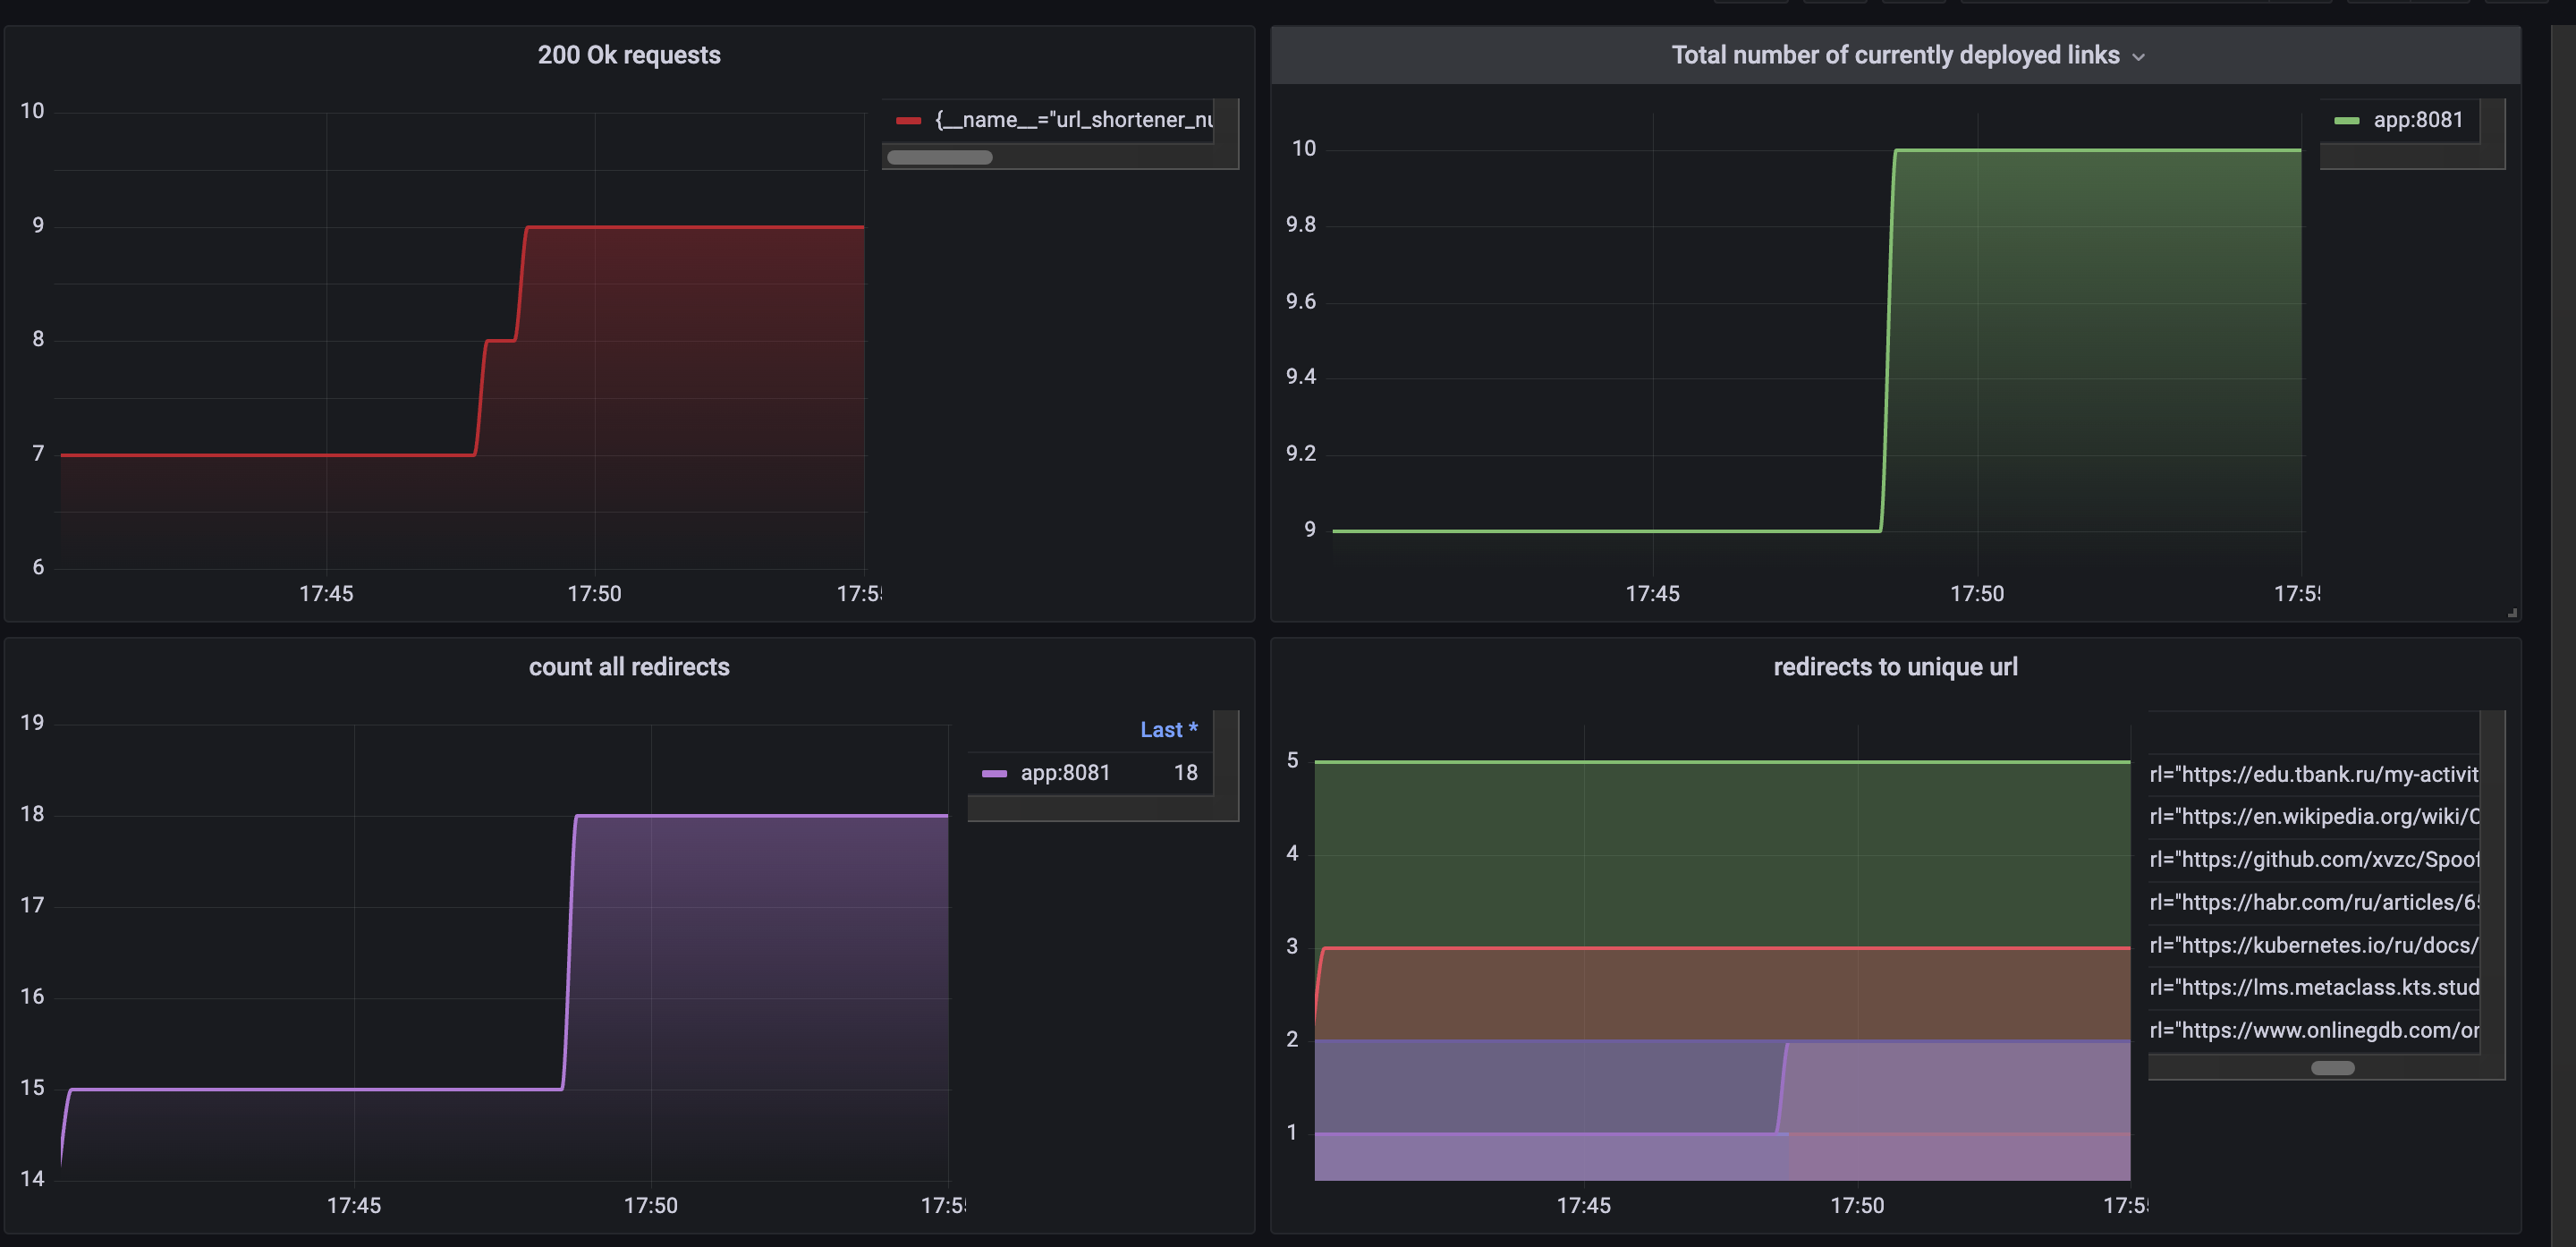 200 Ok requests
10
9
8
7
6
17:45
17:50
17:5
{__name__="url_shortener_nu
Total number of currently deployed links
10
9.8
9.6
9.4
9.2
9
17:45
17:50
17:5
app:8081
count all redirects
19
18
17
16
15
14
17:45
17:50
17:5
Last *
app:8081 18
redirects to unique url
5
4
3
2
1
17:45
17:50
17:5
rl="https://edu.tbank.ru/my-activit
rl="https://en.wikipedia.org/wiki/C
rl="https://github.com/xvzc/Spoof
rl="https://habr.com/ru/articles/6
rl="https://kubernetes.io/ru/docs/
rl="https://lms.metaclass.kts.stud
rl="https://www.onlinegdb.com/or